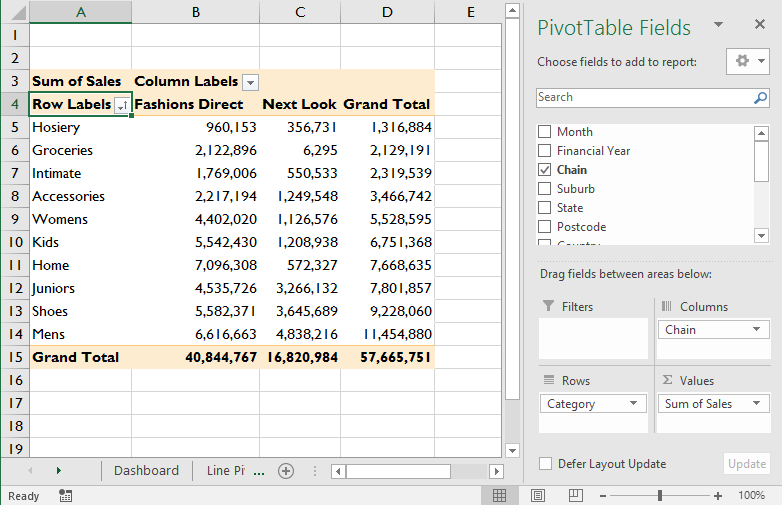 A B C D E
PivotTable Fields
1
2
Choose fields to add to report:
3 Sum of Sales Column Labels
4 Row Labels Fashions Direct Next Look Grand Total
Search
5 Hosiery 960,153 356,731 1,316,884
6 Groceries 2,122,896 6,295 2,129,191
7 Intimate 1,769,006 550,533 2,319,539
8 Accessories 2,217,194 1,249,548 3,466,742
9 Womens 4,402,020 1,126,576 5,528,595
10 Kids 5,542,430 1,208,938 6,751,368
11 Home 7,096,308 572,327 7,668,635
12 Juniors 4,535,726 3,266,132 7,801,857
13 Shoes 5,582,371 3,645,689 9,228,060
14 Mens 6,616,663 4,838,216 11,454,880
15 Grand Total 40,844,767 16,820,984 57,665,751
16
17
18
19
Month
Financial Year
Chain
Suburb
State
Postcode
Drag fields between areas below:
Filters
Columns
Chain
Rows
Σ Values
Category
Sum of Sales
Defer Layout Update
Update
Dashboard
Line Pi ...
Ready
100%